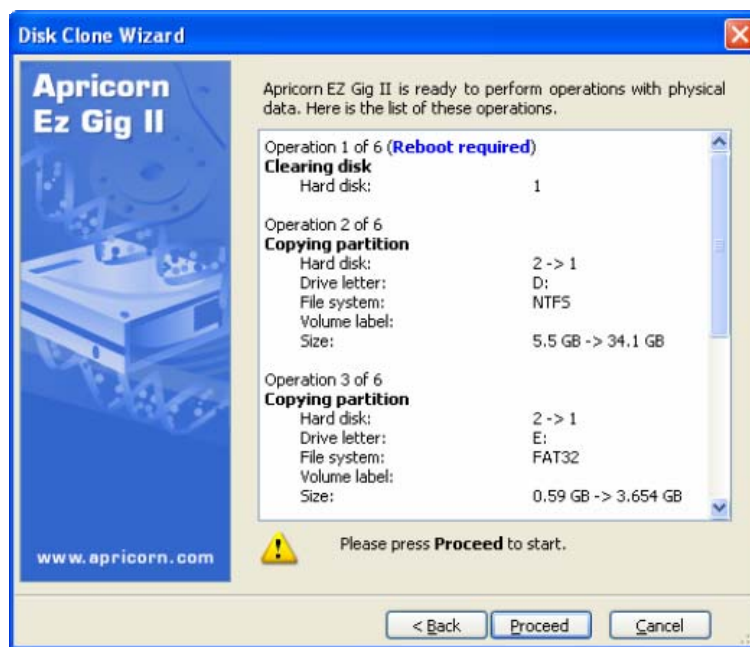 Disk Clone Wizard
Apricorn
Ez Gig II
Apricorn EZ Gig II is ready to perform operations with physical
data. Here is the list of these operations.
Operation 1 of 6 (Reboot required)
Clearing disk
Hard disk: 1
Operation 2 of 6
Copying partition
Hard disk: 2 -> 1
Drive letter: D:
File system: NTFS
Volume label:
Size: 5.5 GB -> 34.1 GB
Operation 3 of 6
Copying partition
Hard disk: 2 -> 1
Drive letter: E:
File system: FAT32
Volume label:
Size: 0.59 GB -> 3.654 GB
Please press Proceed to start.
www.apricorn.com
< Back Proceed Cancel